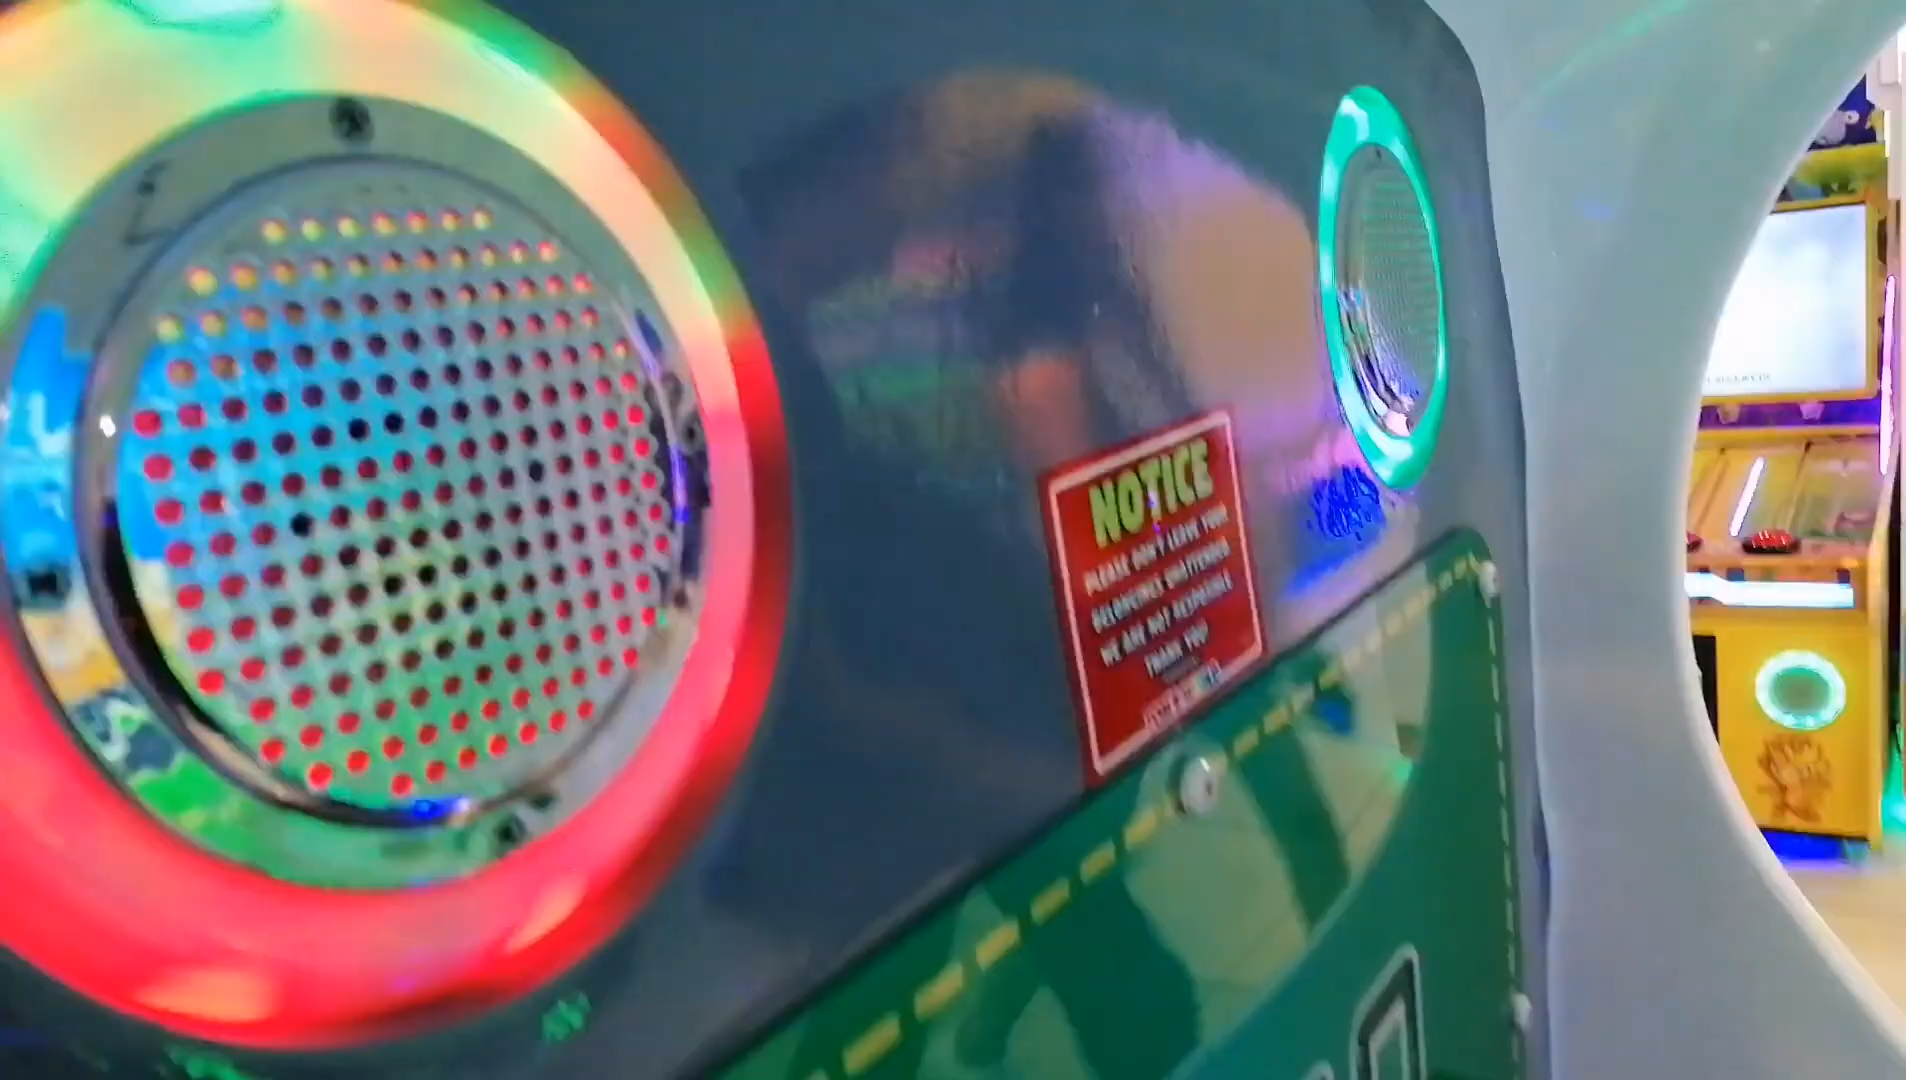 NOTICE
PLEASE DON'T LEAVE YOUR
BELONGINGS UNATTENDED
WE ARE NOT RESPONSIBLE
THANK YOU